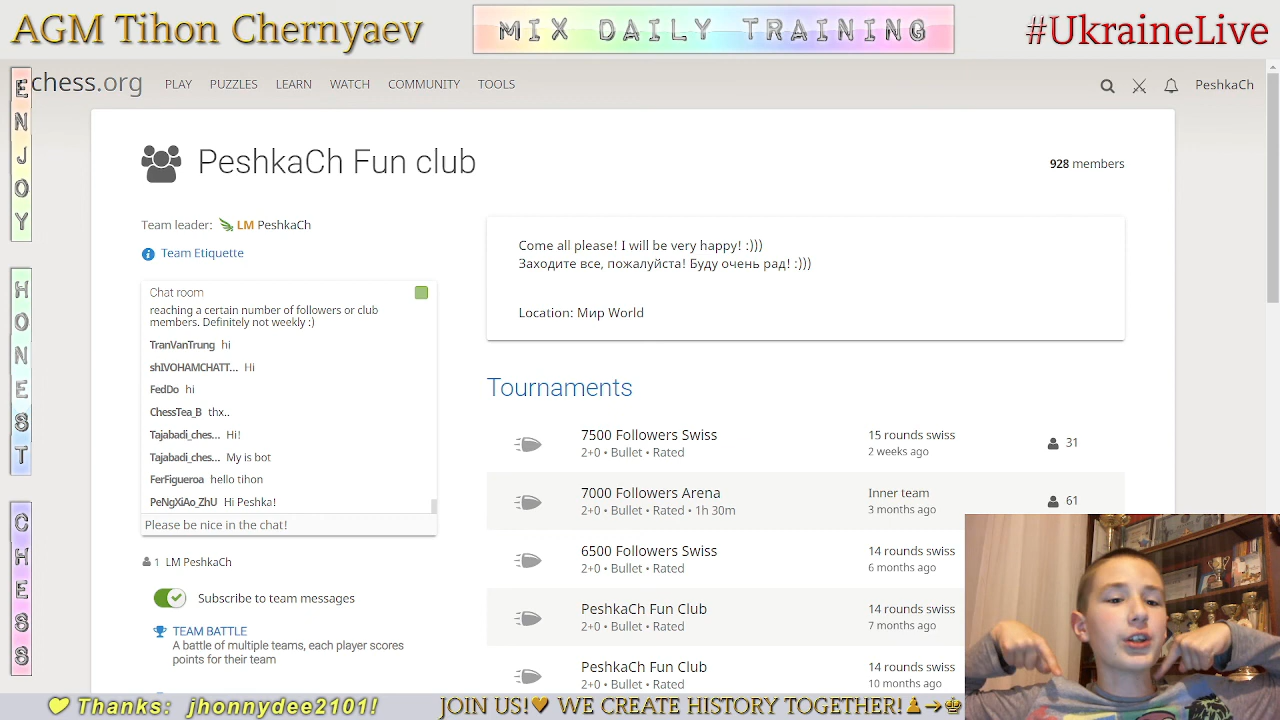 AGM Tihon Chernyaev
MIX DAILY TRAINING
#UkraineLive
ENJOY
HONEST
CHESS
chess.org
PLAY
PUZZLES
LEARN
WATCH
COMMUNITY
TOOLS
PeshkaCh
PeshkaCh Fun club
928 members
Team leader: LM PeshkaCh
Team Etiquette
Come all please! I will be very happy! :)))
Заходите все, пожалуйста! Буду очень рад! :)))
Location: Мир World
Chat room
reaching a certain number of followers or club
members. Definitely not weekly :)
TranVanTrung hi
shIVOHAMCHATT... Hi
FedDo hi
ChessTea_B thx..
Tajabadi_ches... Hi!
Tajabadi_ches... My is bot
FerFigueroa hello tihon
PeNgXiAo_ZhU Hi Peshka!
Please be nice in the chat!
1 LM PeshkaCh
Subscribe to team messages
TEAM BATTLE
A battle of multiple teams, each player scores
points for their team
Tournaments
7500 Followers Swiss
2+0 • Bullet • Rated
15 rounds swiss
2 weeks ago
31
7000 Followers Arena
2+0 • Bullet • Rated • 1h 30m
Inner team
3 months ago
61
6500 Followers Swiss
2+0 • Bullet • Rated
14 rounds swiss
6 months ago
PeshkaCh Fun Club
2+0 • Bullet • Rated
14 rounds swiss
7 months ago
PeshkaCh Fun Club
2+0 • Bullet • Rated
14 rounds swiss
10 months ago
Thanks: jhonnydee2101!
JOIN US! WE CREATE HISTORY TOGETHER!